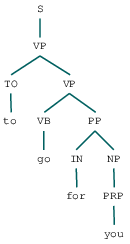 S
VP
TO VP
to VB PP
go IN NP
for PRP
you